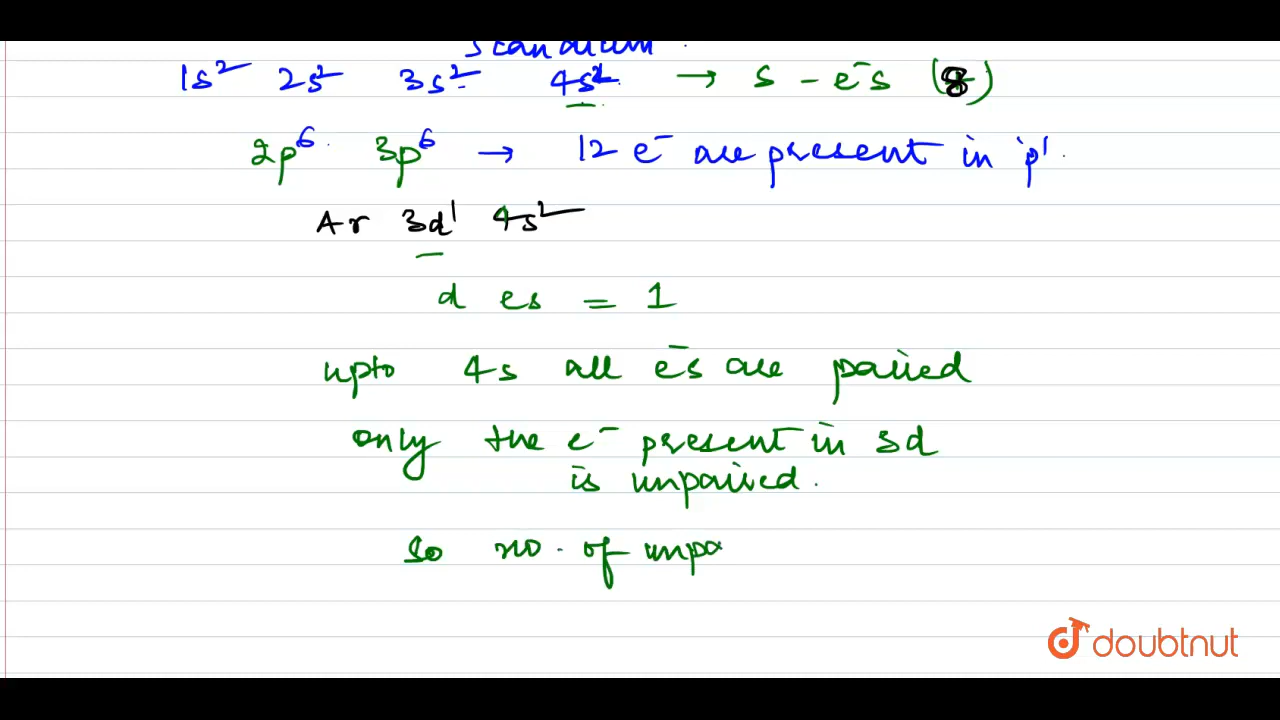 scandium.
1s² 2s² 3s² 4s² → s - e⁻s (8)
2p⁶ 3p⁶ → 12 e⁻ are present in 'p'.
Ar 3d¹ 4s²
d es = 1
upto 4s all e⁻s are paired
only the e⁻ present in 3d
is unpaired.
So no. of unpa
doubtnut